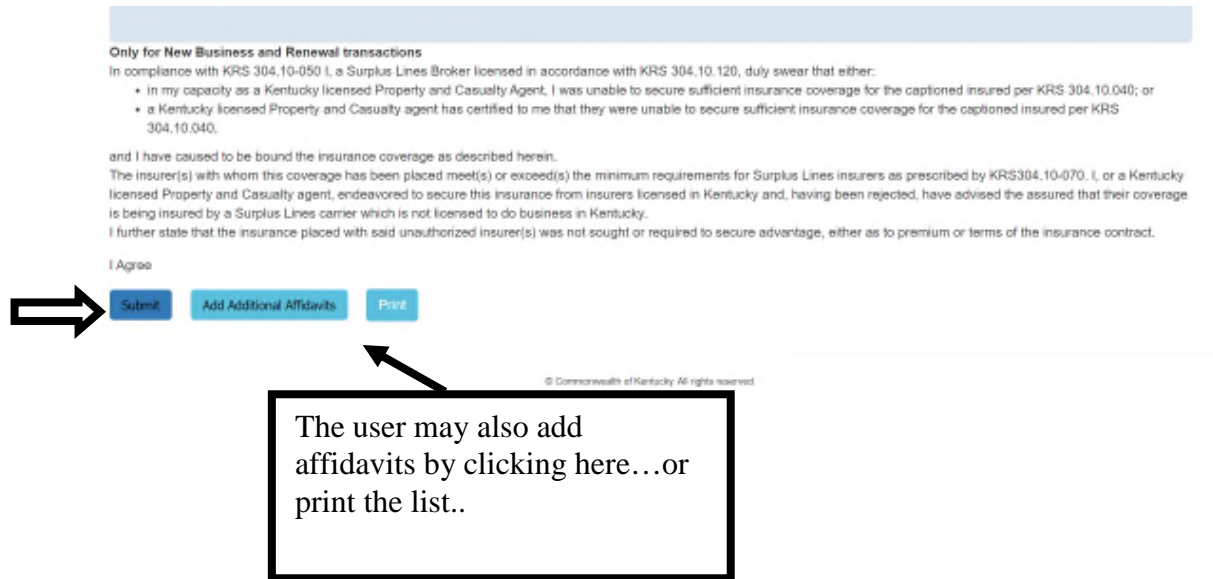 Only for New Business and Renewal transactions
In compliance with KRS 304.10-050 I, a Surplus Lines Broker licensed in accordance with KRS 304.10.120, duly swear that either:
• in my capacity as a Kentucky licensed Property and Casualty Agent, I was unable to secure sufficient insurance coverage for the captioned insured per KRS 304.10.040; or
• a Kentucky licensed Property and Casualty agent has certified to me that they were unable to secure sufficient insurance coverage for the captioned insured per KRS
304.10.040,
and I have caused to be bound the insurance coverage as described herein.
The insurer(s) with whom this coverage has been placed meet(s) or exceed(s) the minimum requirements for Surplus Lines insurers as prescribed by KRS304.10-070. I, or a Kentucky
licensed Property and Casualty agent, endeavored to secure this insurance from insurers licensed in Kentucky and, having been rejected, have advised the assured that their coverage
is being insured by a Surplus Lines carrier which is not licensed to do business in Kentucky.
I further state that the insurance placed with said unauthorized insurer(s) was not sought or required to secure advantage, either as to premium or terms of the insurance contract.
I Agree
Submit Add Additional Affidavits Print
© Commonwealth of Kentucky All rights reserved.
The user may also add
affidavits by clicking here…or
print the list..